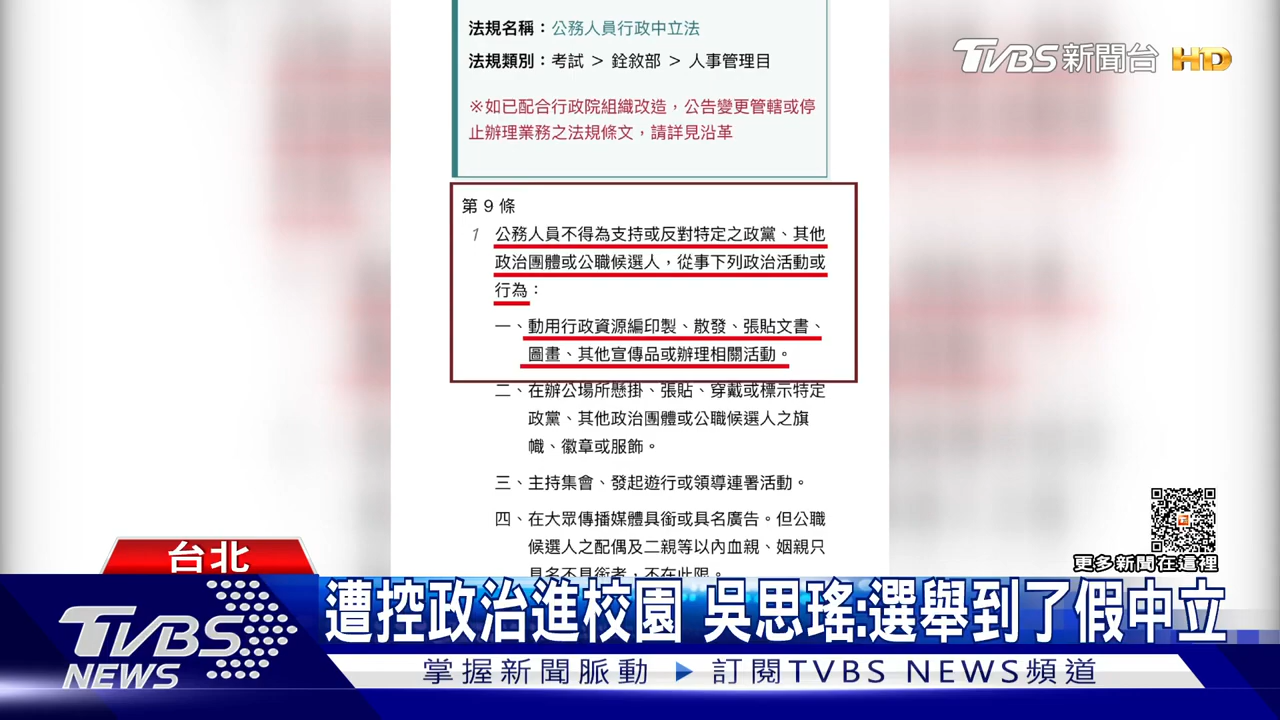 法規名稱：公務人員行政中立法
法規類別：考試 > 銓敘部 > 人事管理目
※如已配合行政院組織改造，公告變更管轄或停
止辦理業務之法規條文，請詳見沿革
TVBS新聞台 HD
第 9 條
1 公務人員不得為支持或反對特定之政黨、其他
政治團體或公職候選人，從事下列政治活動或
行為：
一、動用行政資源編印製、散發、張貼文書、
圖畫、其他宣傳品或辦理相關活動。
二、在辦公場所懸掛、張貼、穿戴或標示特定
政黨、其他政治團體或公職候選人之旗
幟、徽章或服飾。
三、主持集會、發起遊行或領導連署活動。
四、在大眾傳播媒體具銜或具名廣告。但公職
候選人之配偶及二親等以內血親、姻親只
具名不具銜者，不在此限。
更多新聞在這裡
台北
遭控政治進校園 吳思瑤:選舉到了假中立
TVBS NEWS
掌握新聞脈動 ▶ 訂閱TVBS NEWS頻道